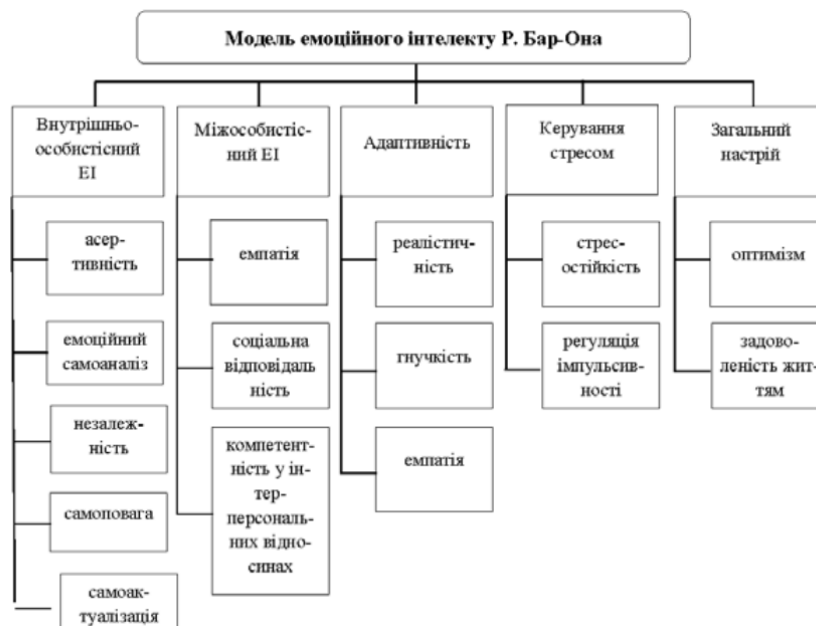 Модель емоційного інтелекту Р. Бар-Она
Внутрішньо-
особистісний
ЕІ
асер-
тивність
емоційний
самоаналіз
незалеж-
ність
самоповага
самоак-
туалізація
Міжособистіс-
ний ЕІ
емпатія
соціальна
відповідаль
ність
компетент-
ність у ін-
тер-
персональ-
них відно-
синах
Адаптивність
реалістич-
ність
гнучкість
емпатія
Керування
стресом
стрес-
остійкість
регуляція
імпульсив-
ності
Загальний
настрій
оптимізм
задово-
леність жит-
тям